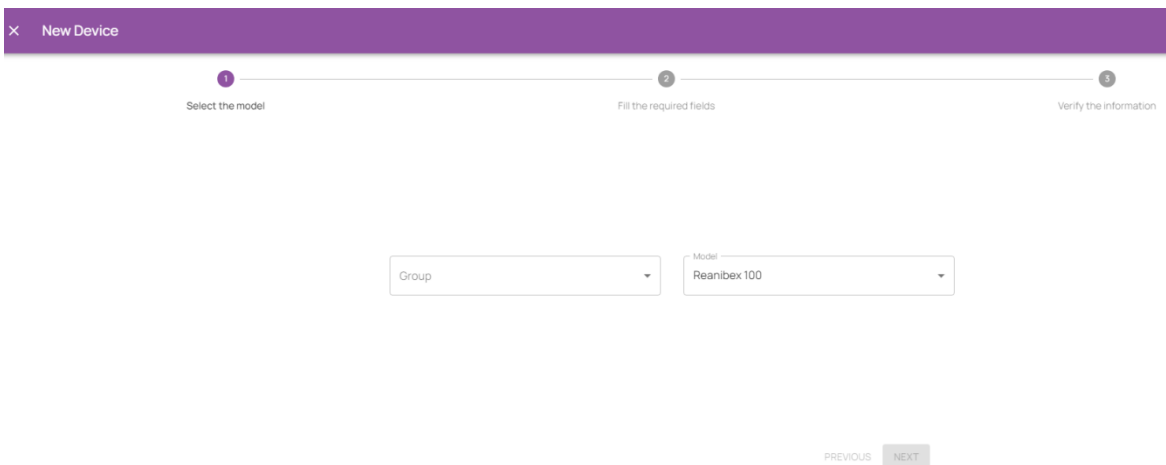 New Device
1
2
3
Select the model
Fill the required fields
Verify the information
Group
Model
Reanibex 100
PREVIOUS
NEXT